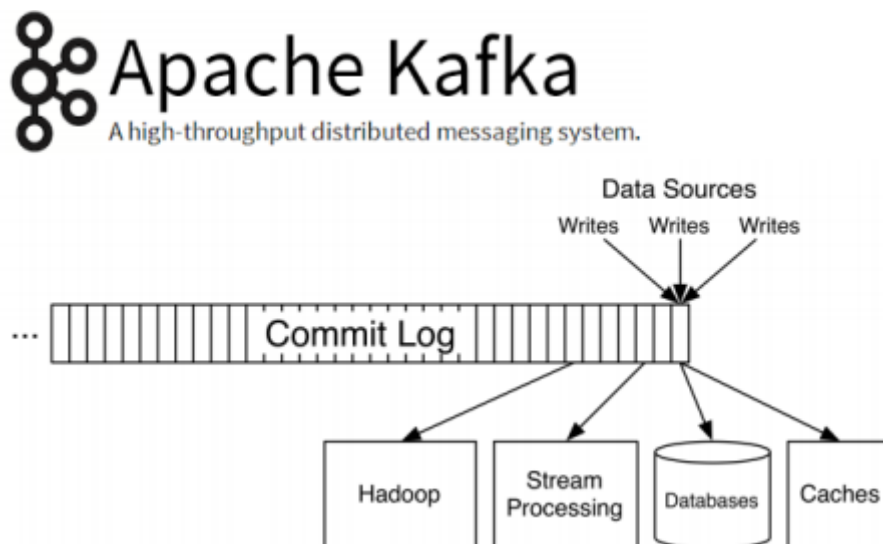 Apache Kafka
A high-throughput distributed messaging system.
Data Sources
Writes Writes Writes
...
Commit Log
Hadoop
Stream
Processing
Databases
Caches